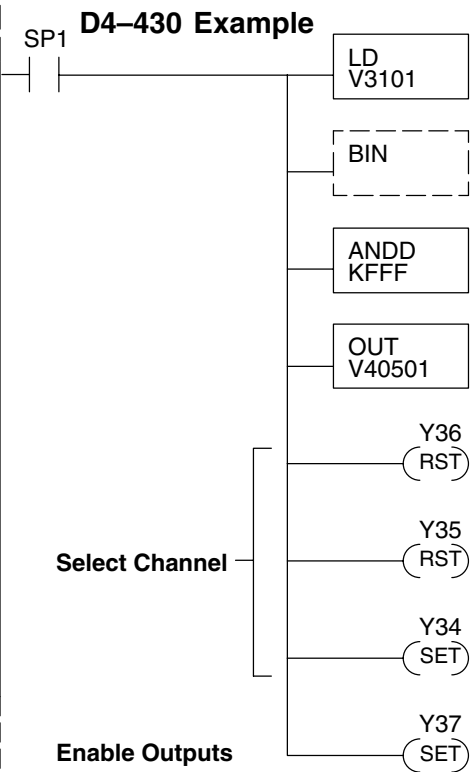 D4–430 Example
SP1
LD
V3101
BIN
ANDD
KFFF
OUT
V40501
Y36
RST
Y35
RST
Select Channel
Y34
SET
Y37
Enable Outputs
SET